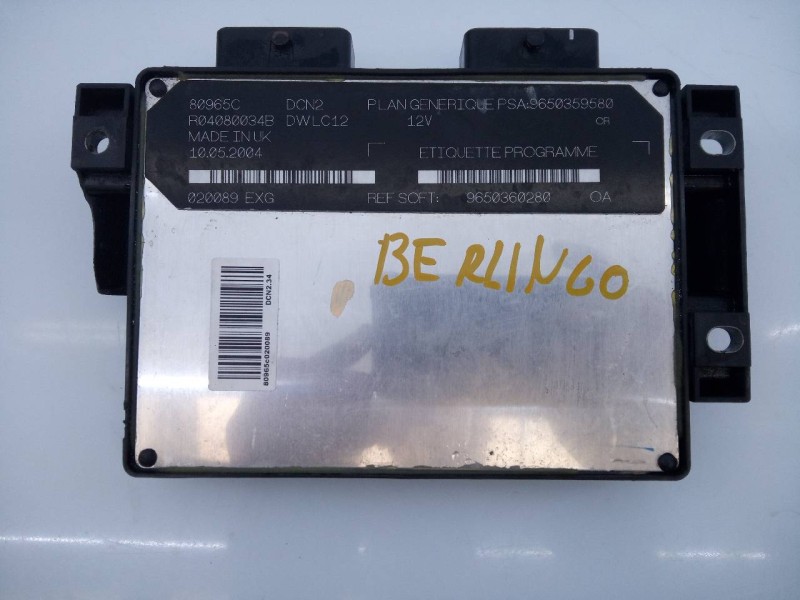 80965C DCN2 PLAN GENERIQUE PSA:9650359580
R04080034B DWLC12 12V CR
MADE IN UK
10.05.2004 ETIQUETTE PROGRAMME
020089 EXG REF SOFT: 9650360280 OA
BERLINGO
DCN2.34
80965c020089